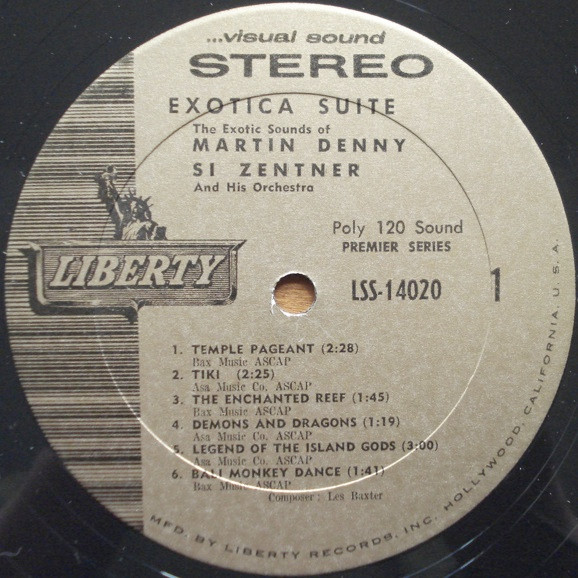 ...visual sound
STEREO
EXOTICA SUITE
The Exotic Sounds of
MARTIN DENNY
SI ZENTNER
And His Orchestra
Poly 120 Sound
PREMIER SERIES
LIBERTY
LSS-14020
1
1. TEMPLE PAGEANT (2:28)
Bax Music ASCAP
2. TIKI (2:25)
Asa Music Co. ASCAP
3. THE ENCHANTED REEF (1:45)
Bax Music ASCAP
4. DEMONS AND DRAGONS (1:19)
Asa Music Co. ASCAP
5. LEGEND OF THE ISLAND GODS (3:00)
Asa Music Co. ASCAP
6. BALI MONKEY DANCE (1:41)
Bax Music ASCAP
Composer: Les Baxter
MFD. BY LIBERTY RECORDS, INC. HOLLYWOOD, CALIFORNIA, U. S. A.